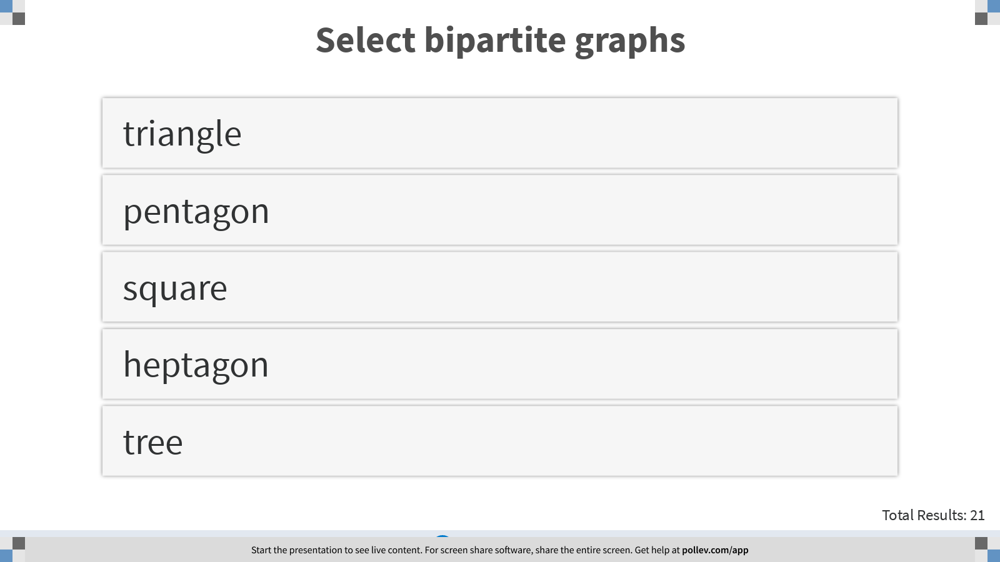 Select bipartite graphs
triangle
pentagon
square
heptagon
tree
Total Results: 21
Start the presentation to see live content. For screen share software, share the entire screen. Get help at pollev.com/app